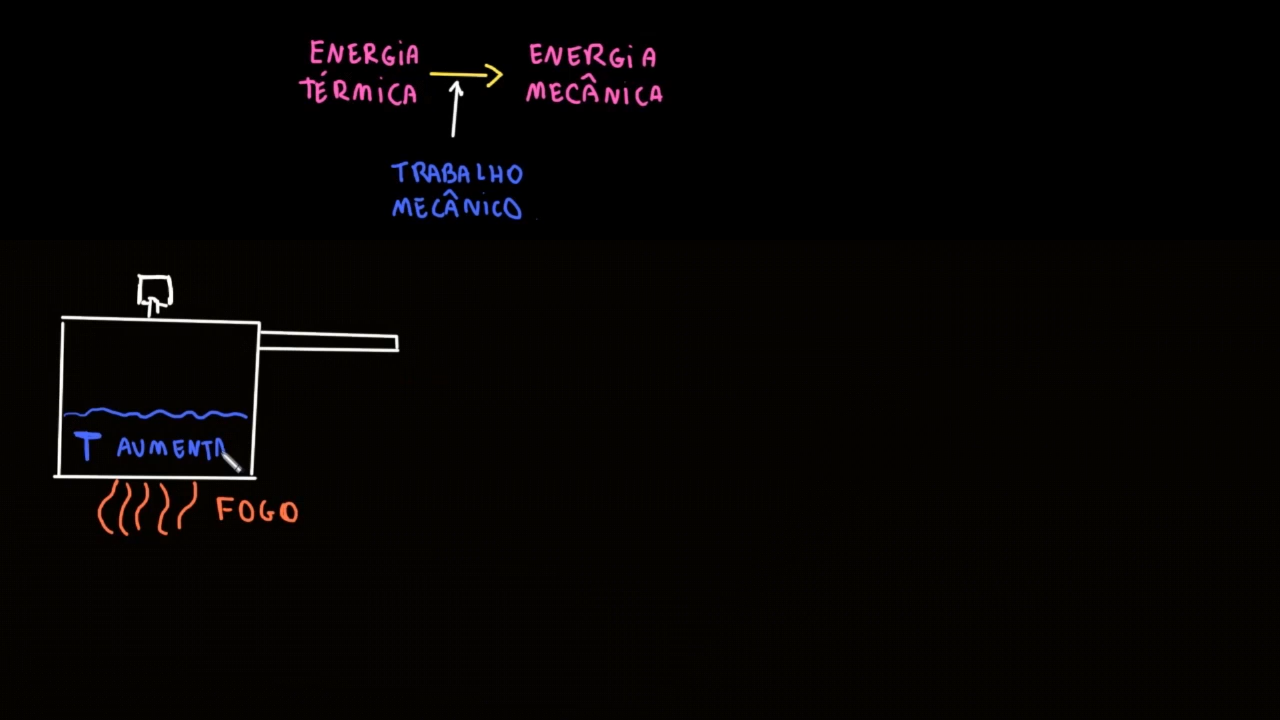 ENERGIA
TÉRMICA
ENERGIA
MECÂNICA
TRABALHO
MECÂNICO
T AUMENTA
FOGO